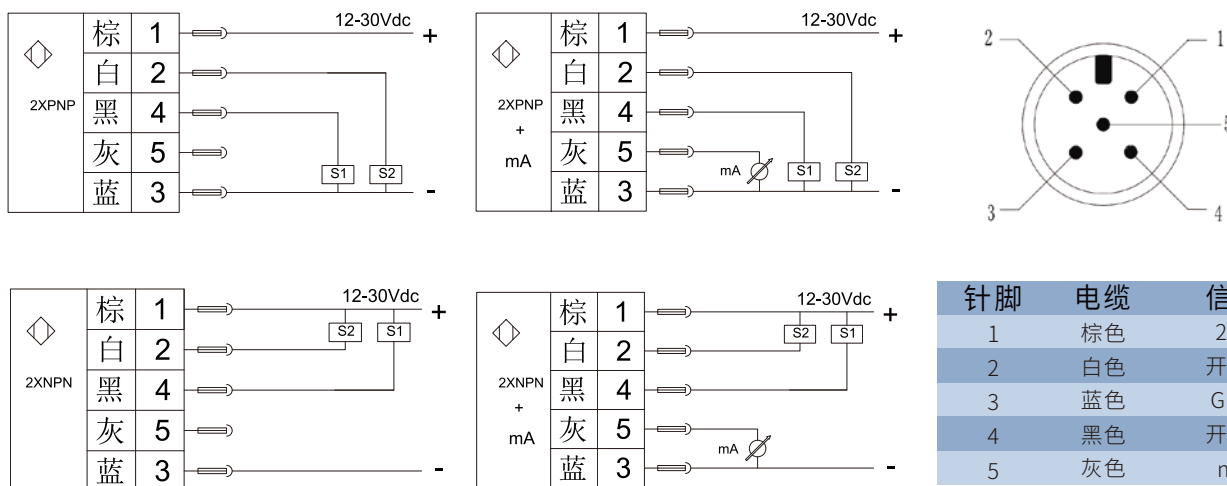 12-30Vdc
棕 1 +
白 2
2XPNP
黑 4
灰 5
S1 S2
蓝 3 -
12-30Vdc
棕 1 +
白 2
2XPNP
+
mA
黑 4
灰 5
mA S1 S2
蓝 3 -
2 1
5
3 4
12-30Vdc
棕 1 +
S2 S1
白 2
2XNPN
黑 4
灰 5
蓝 3 -
12-30Vdc
棕 1 +
S2 S1
白 2
2XNPN
+
mA
黑 4
灰 5
mA
蓝 3 -
针脚 电缆
1 棕色 2
2 白色 开
3 蓝色 G
4 黑色 开
5 灰色